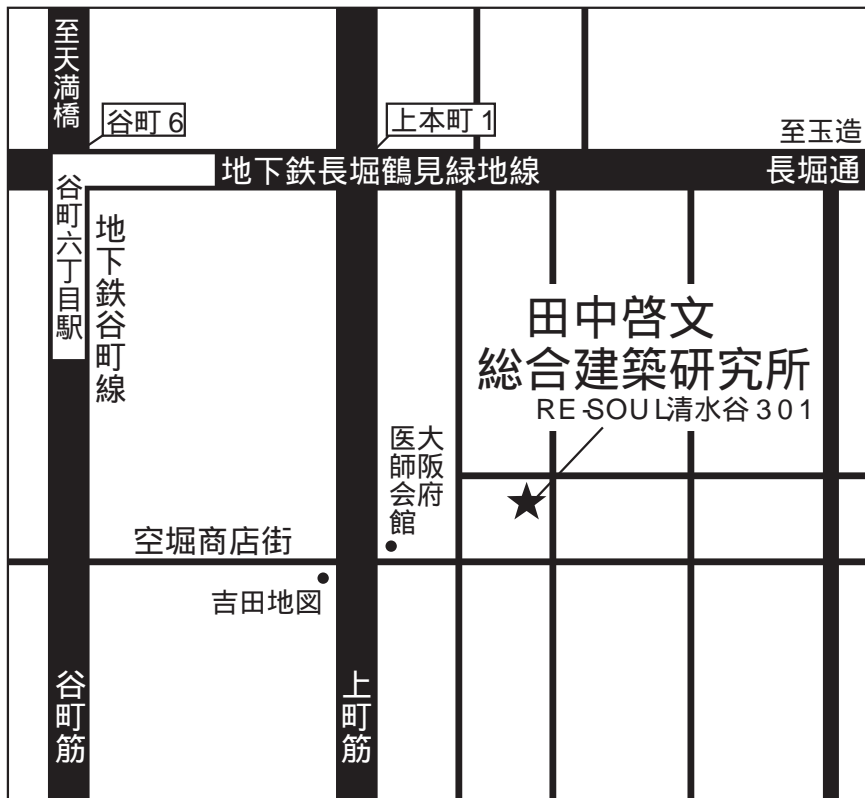 至天満橋
谷町6
上本町1
至玉造
地下鉄長堀鶴見緑地線
長堀通
谷町六丁目駅
地下鉄谷町線
田中啓文
総合建築研究所
RE-SOUL清水谷301
大阪府
医師会館
空堀商店街
吉田地図
谷町筋
上町筋